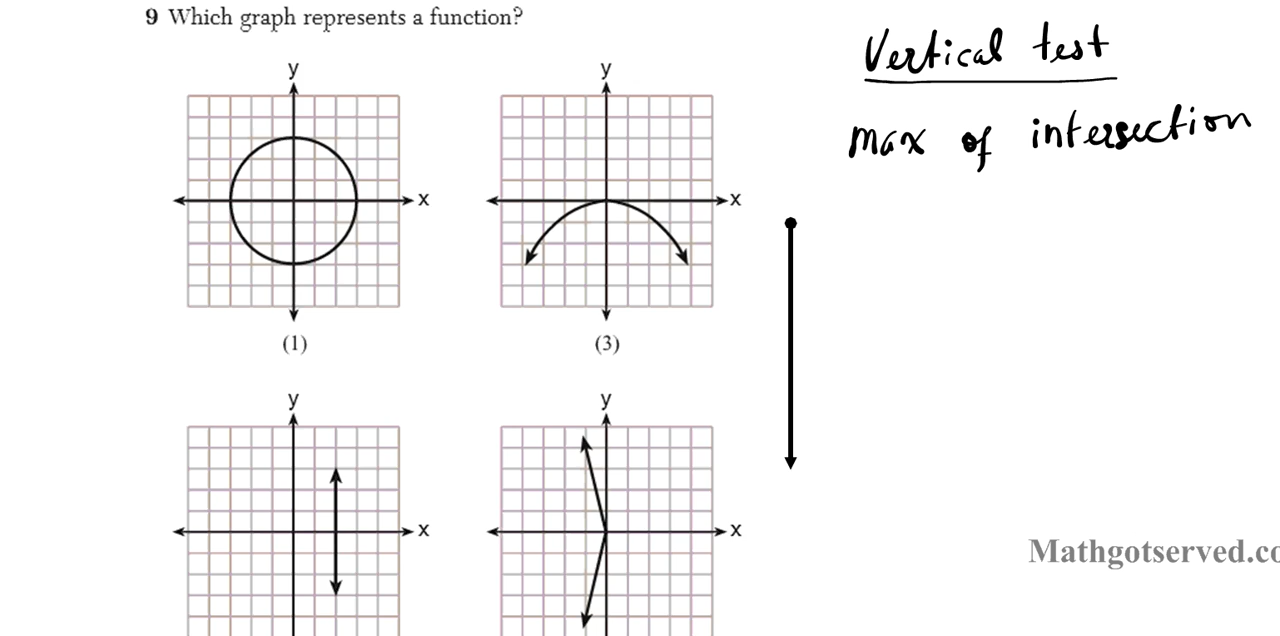 9 Which graph represents a function?
Vertical test
max of intersection
y
y
x
x
(1)
(3)
y
y
x
x
Mathgotserved.co